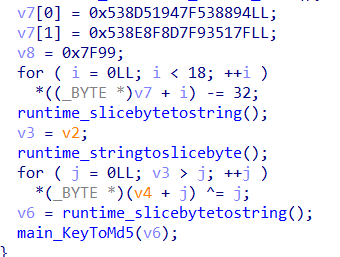 v7[0] = 0x538D51947F538894LL;
v7[1] = 0x538E8F8D7F93517FLL;
v8 = 0x7F99;
for ( i = 0LL; i < 18; ++i )
*((_BYTE *)v7 + i) -= 32;
runtime_slicebytetostring();
v3 = v2;
runtime_stringtoslicebyte();
for ( j = 0LL; v3 > j; ++j )
*(_BYTE *)(v4 + j) ^= j;
v6 = runtime_slicebytetostring();
main_KeyToMd5(v6);
}